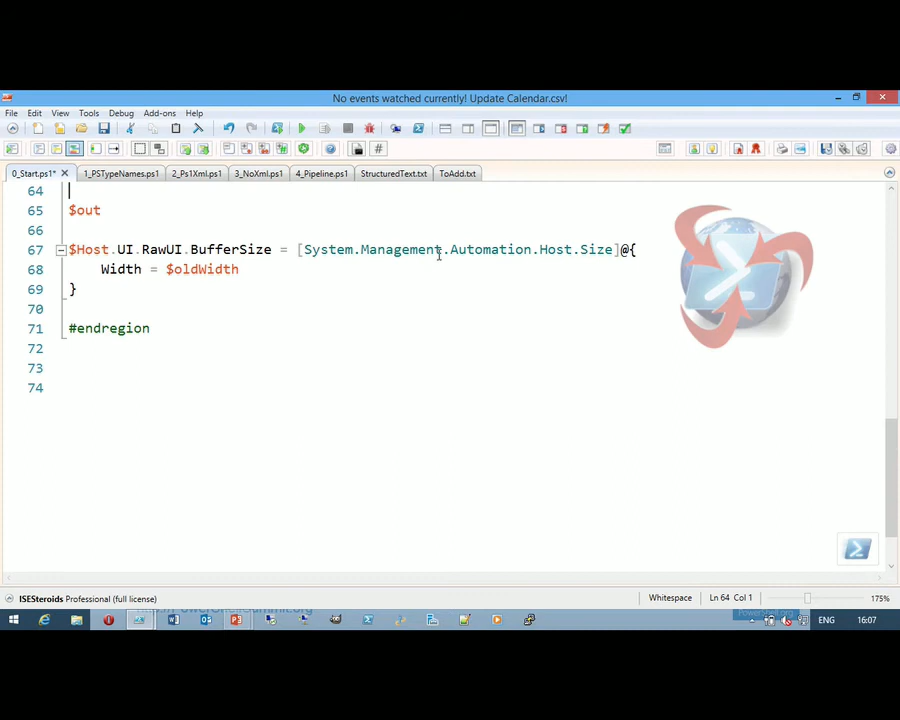 No events watched currently! Update Calendar.csv!
File Edit View Tools Debug Add-ons Help
0_Start.ps1* 1_PSTypeNames.ps1 2_Ps1Xml.ps1 3_NoXml.ps1 4_Pipeline.ps1 StructuredText.txt ToAdd.txt
64
65 $out
66
67 $Host.UI.RawUI.BufferSize = [System.Management.Automation.Host.Size]@{
68 Width = $oldWidth
69 }
70
71 #endregion
72
73
74
ISESteroids Professional (full license) Whitespace Ln 64 Col 1 175%
ENG 16:07